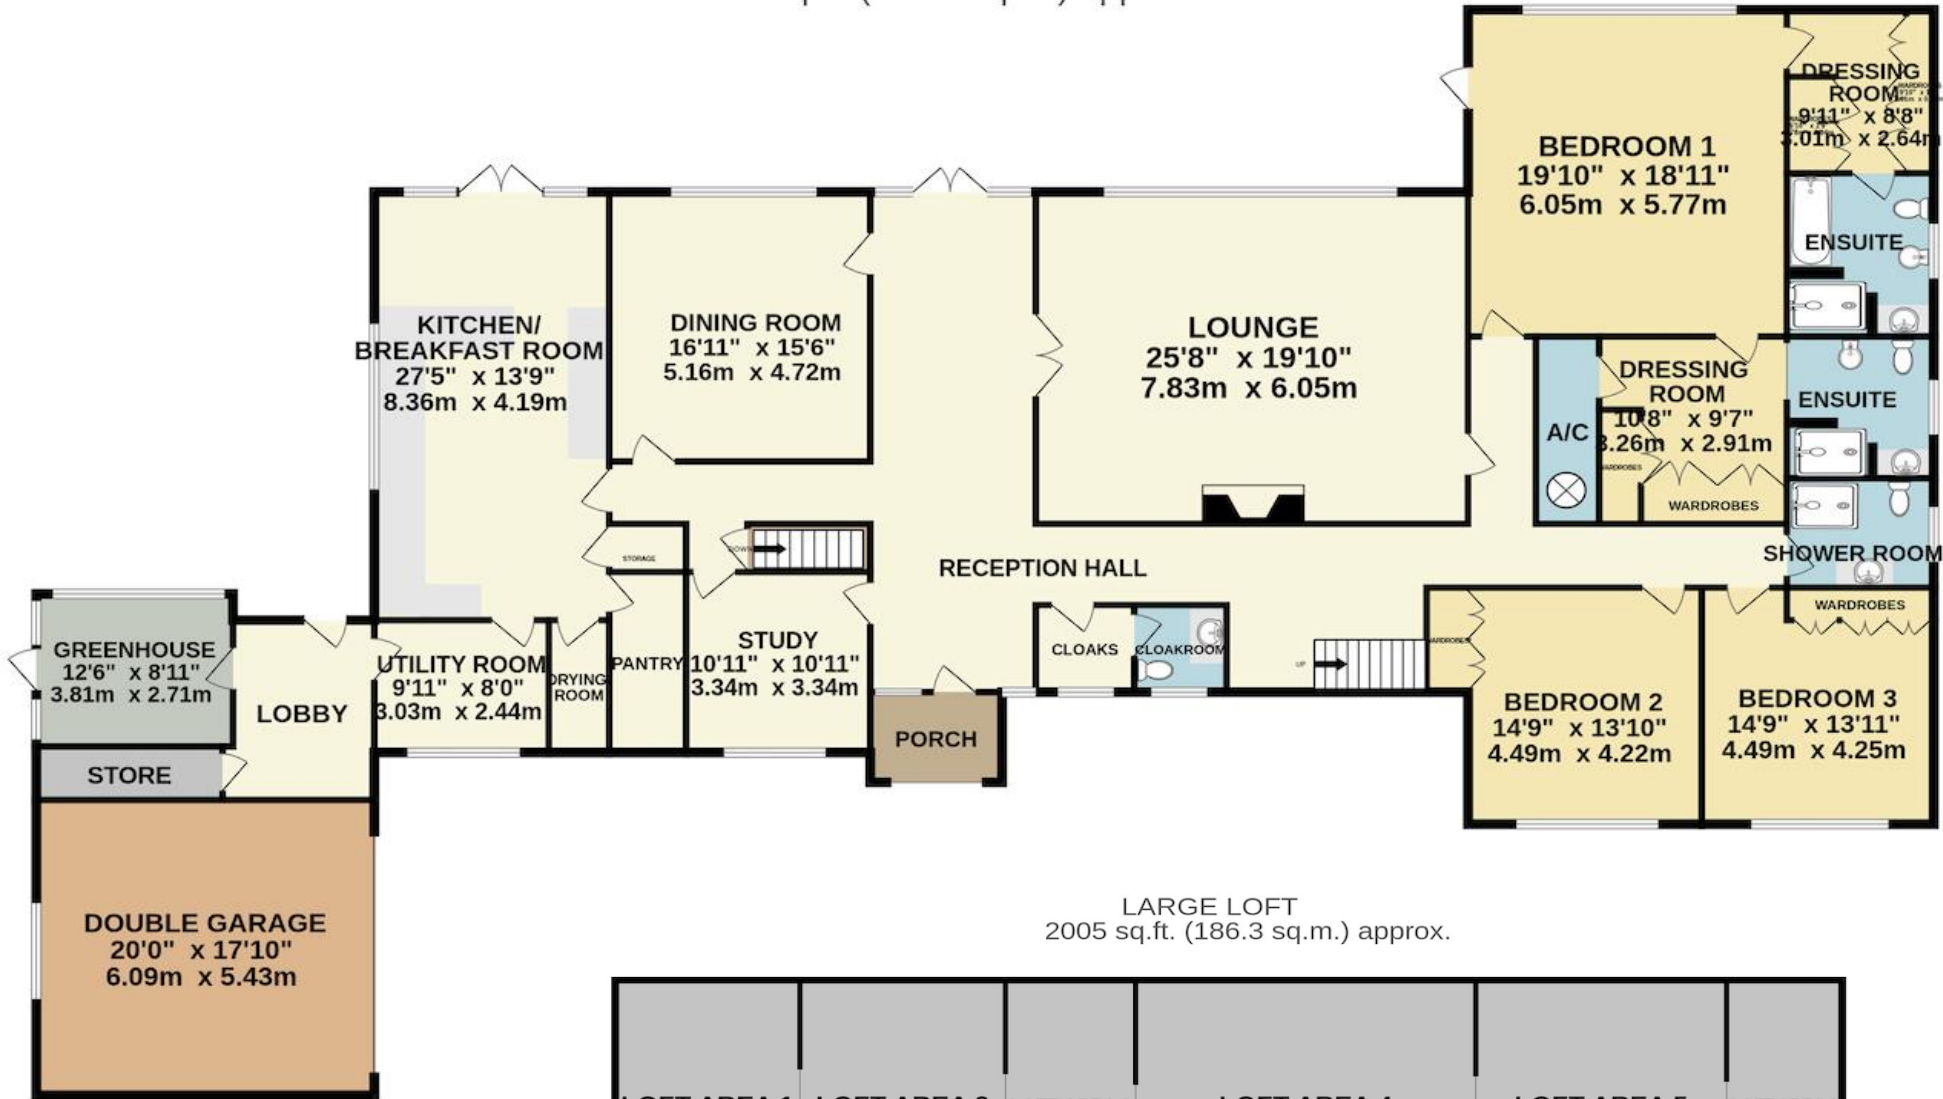 BEDROOM 1
19'10" x 18'11"
6.05m x 5.77m
DRESSING
ROOM
9'11" x 8'8"
3.01m x 2.64m
ENSUITE
KITCHEN/
BREAKFAST ROOM
27'5" x 13'9"
8.36m x 4.19m
DINING ROOM
16'11" x 15'6"
5.16m x 4.72m
LOUNGE
25'8" x 19'10"
7.83m x 6.05m
A/C
DRESSING
ROOM
10'8" x 9'7"
3.26m x 2.91m
WARDROBES
WARDROBES
ENSUITE
SHOWER ROOM
STORAGE
DOWN
RECEPTION HALL
GREENHOUSE
12'6" x 8'11"
3.81m x 2.71m
LOBBY
UTILITY ROOM
9'11" x 8'0"
3.03m x 2.44m
DRYING
ROOM
PANTRY
STUDY
10'11" x 10'11"
3.34m x 3.34m
CLOAKS
CLOAKROOM
UP
WARDROBES
WARDROBES
BEDROOM 2
14'9" x 13'10"
4.49m x 4.22m
BEDROOM 3
14'9" x 13'11"
4.49m x 4.25m
STORE
PORCH
DOUBLE GARAGE
20'0" x 17'10"
6.09m x 5.43m
LARGE LOFT
2005 sq.ft. (186.3 sq.m.) approx.